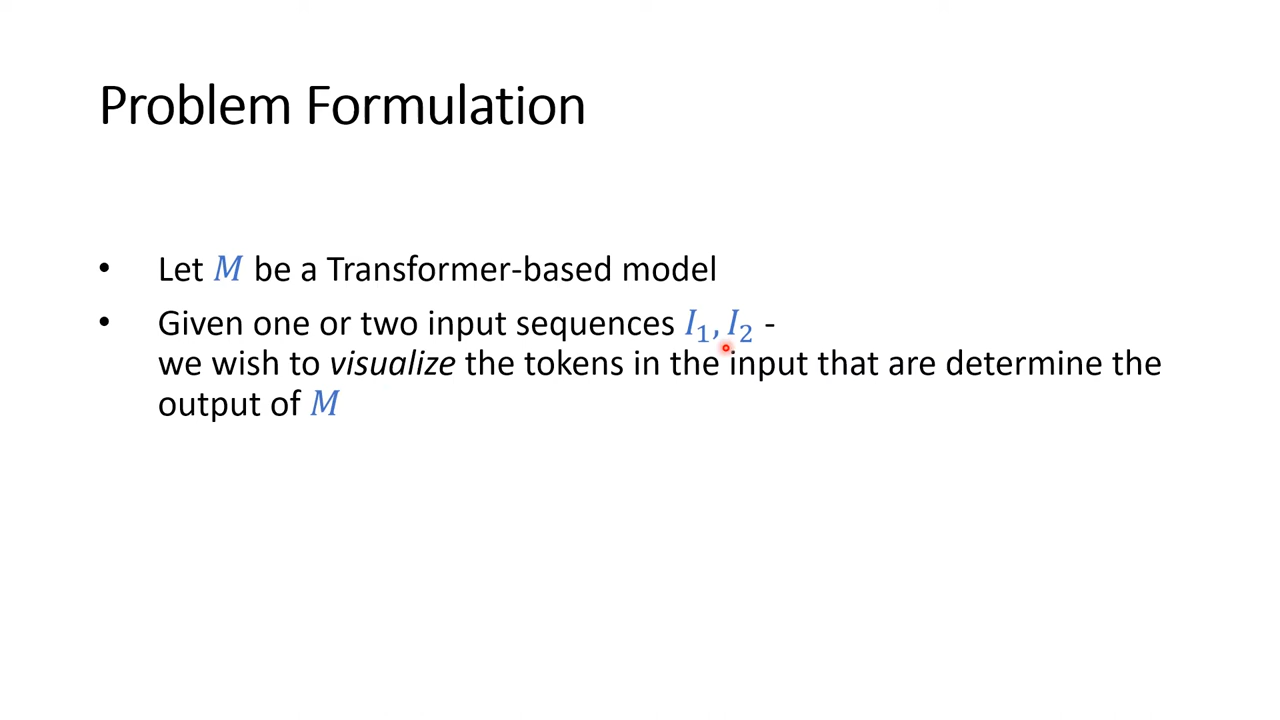 Problem Formulation
• Let M be a Transformer-based model
• Given one or two input sequences I₁, I₂ -
we wish to visualize the tokens in the input that are determine the
output of M